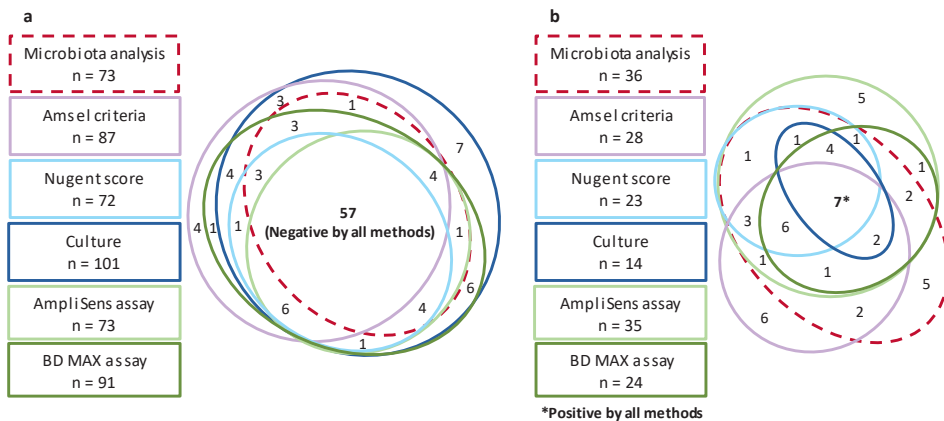 a
Microbiota analysis
n = 73
Amsel criteria
n = 87
Nugent score
n = 72
Culture
n = 101
AmpliSens assay
n = 73
BD MAX assay
n = 91
3
1
3
7
4
3
4
57
(Negative by all methods)
4
1
1
1
6
6
4
1
b
Microbiota analysis
n = 36
Amsel criteria
n = 28
Nugent score
n = 23
Culture
n = 14
AmpliSens assay
n = 35
BD MAX assay
n = 24
*Positive by all methods
5
1
1
4
1
1
2
7*
3
6
2
1
1
5
6
2